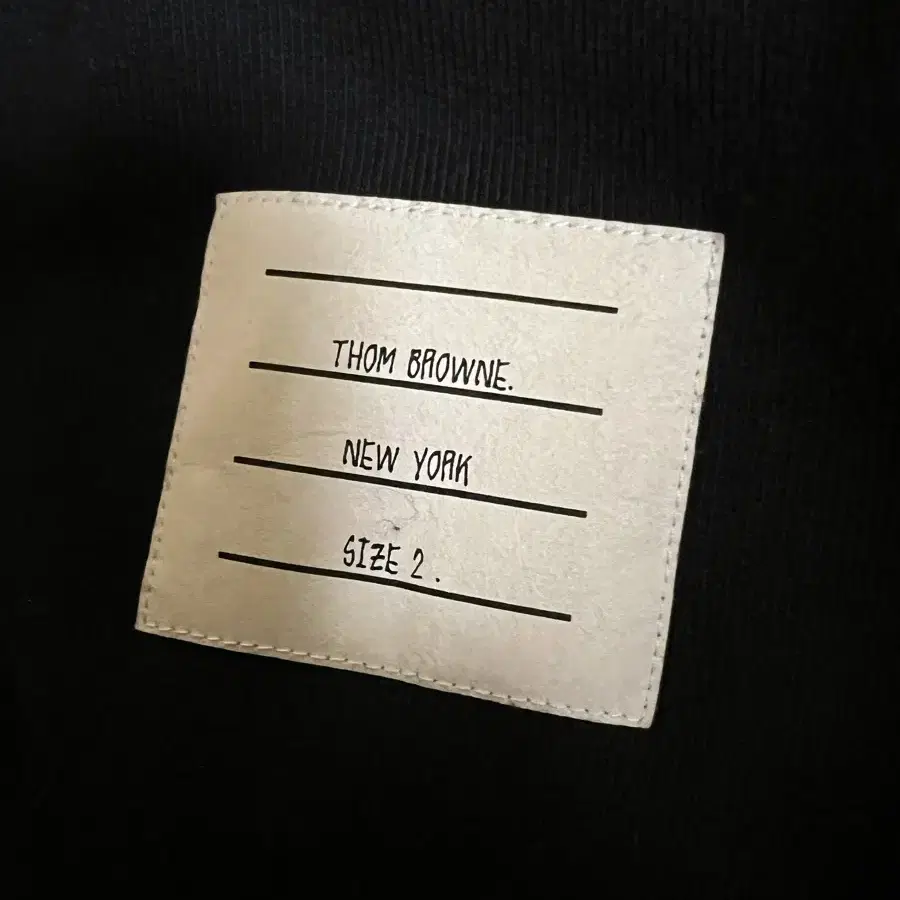 THOM BROWNE.
NEW YORK
SIZE 2 .